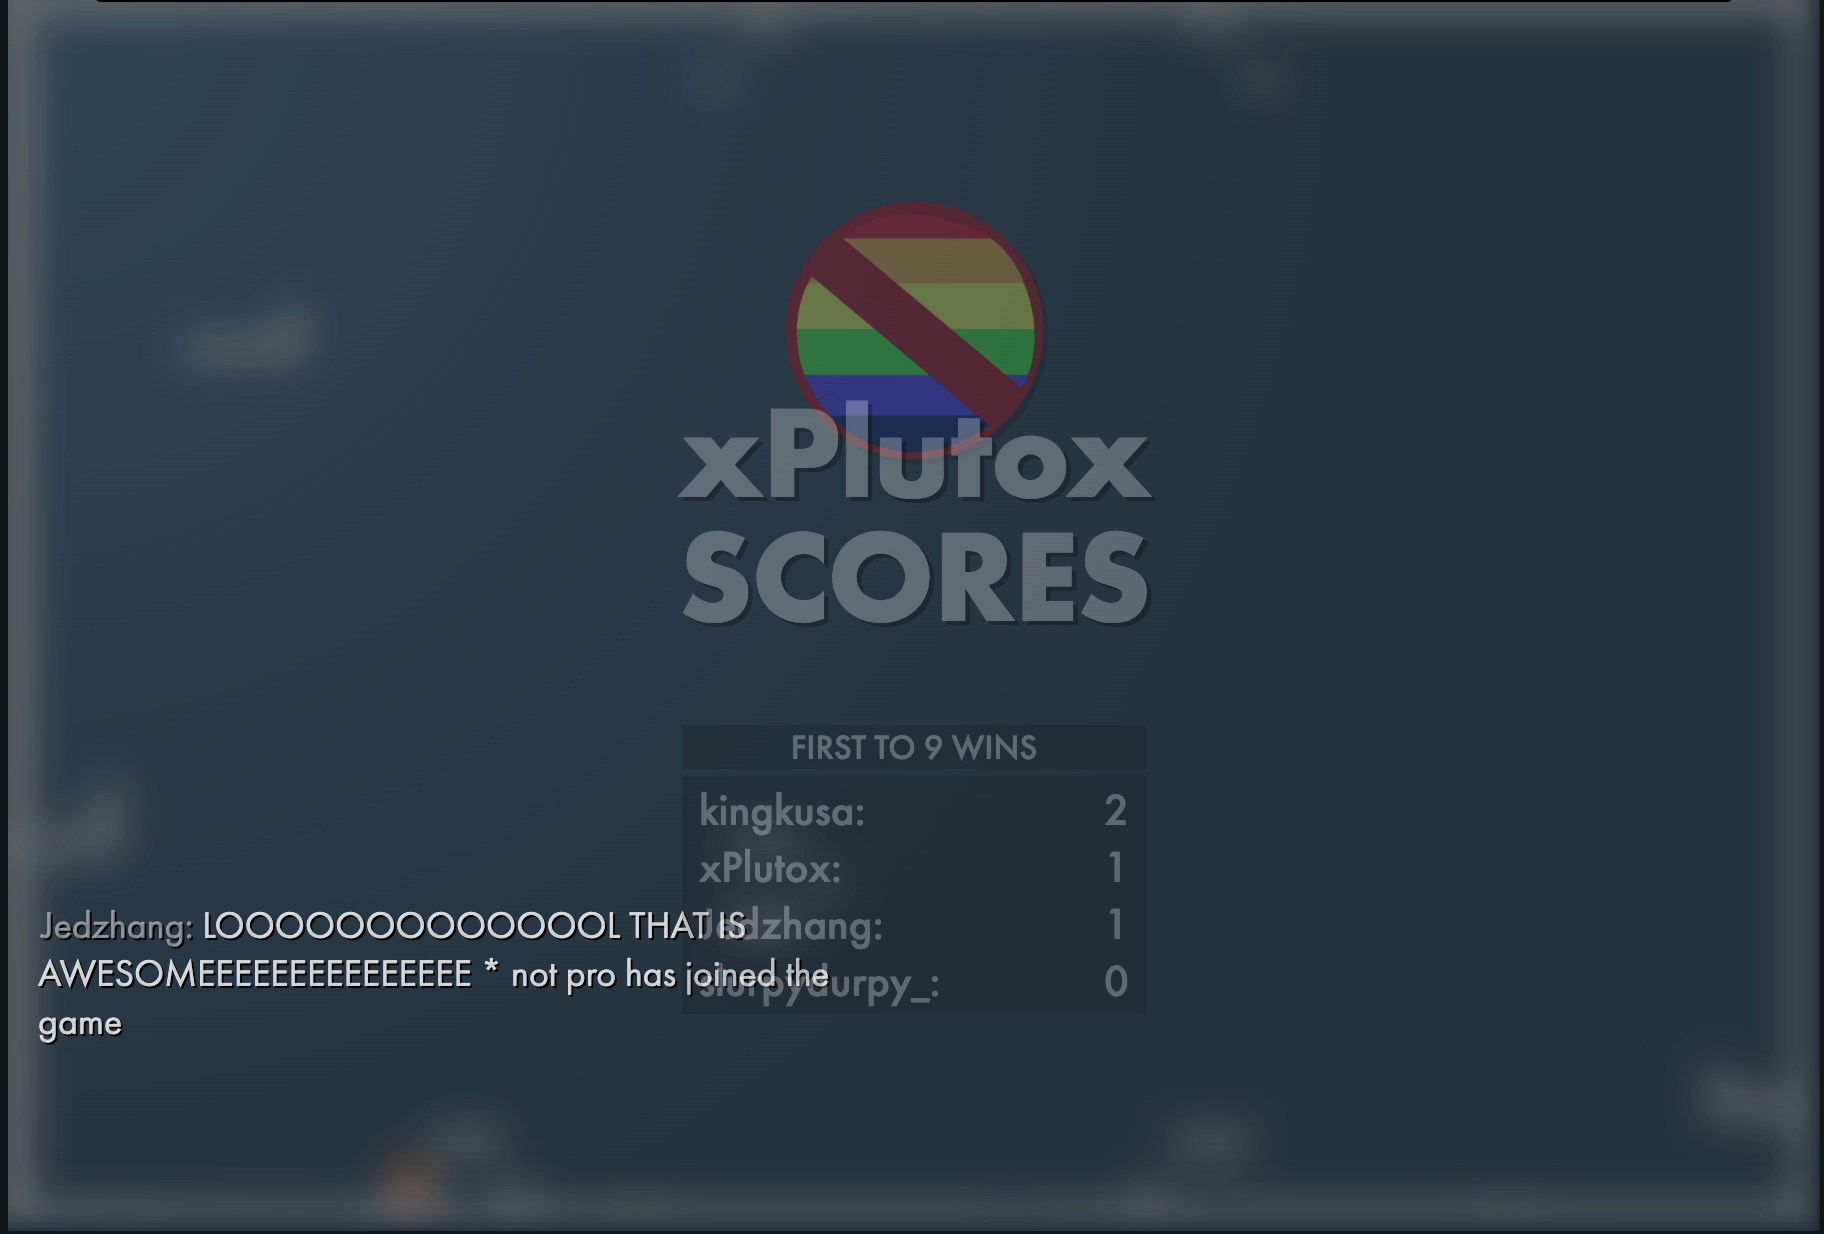 xPlutox
SCORES
FIRST TO 9 WINS
kingkusa: 2
xPlutox: 1
Jedzhang: 1
slurpydurpy_: 0
Jedzhang: LOOOOOOOOOOOOOL THAT IS
AWESOMEEEEEEEEEEEEEEE * not pro has joined the
game